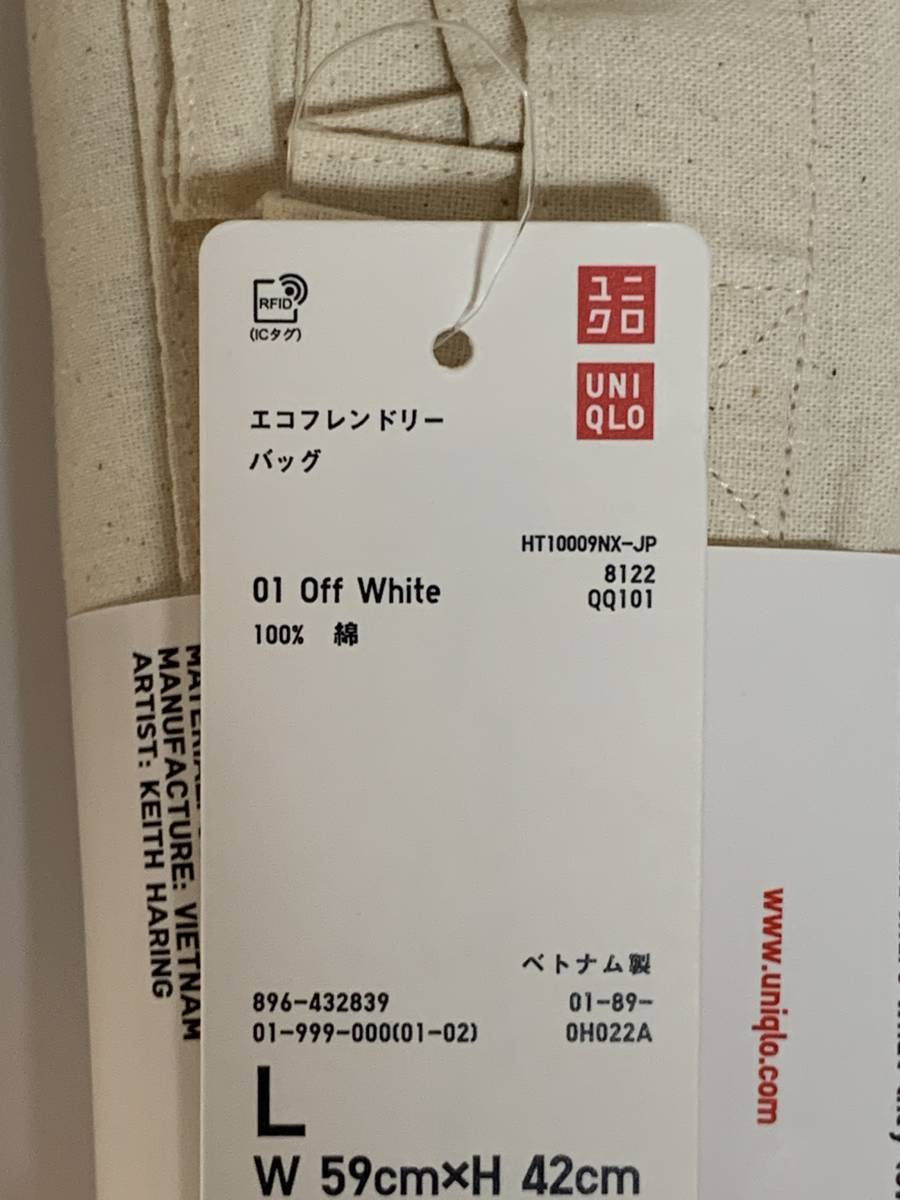 RFID
(ICタグ)
ユニ
クロ
UNI
QLO
エコフレンドリー
バッグ
HT10009NX-JP
8122
QQ101
01 Off White
100% 綿
ベトナム製
896-432839
01-89-
01-999-000(01-02)
0H022A
L
W 59cm×H 42cm
MANUFACTURE: VIETNAM
ARTIST: KEITH HARING
www.uniqlo.com